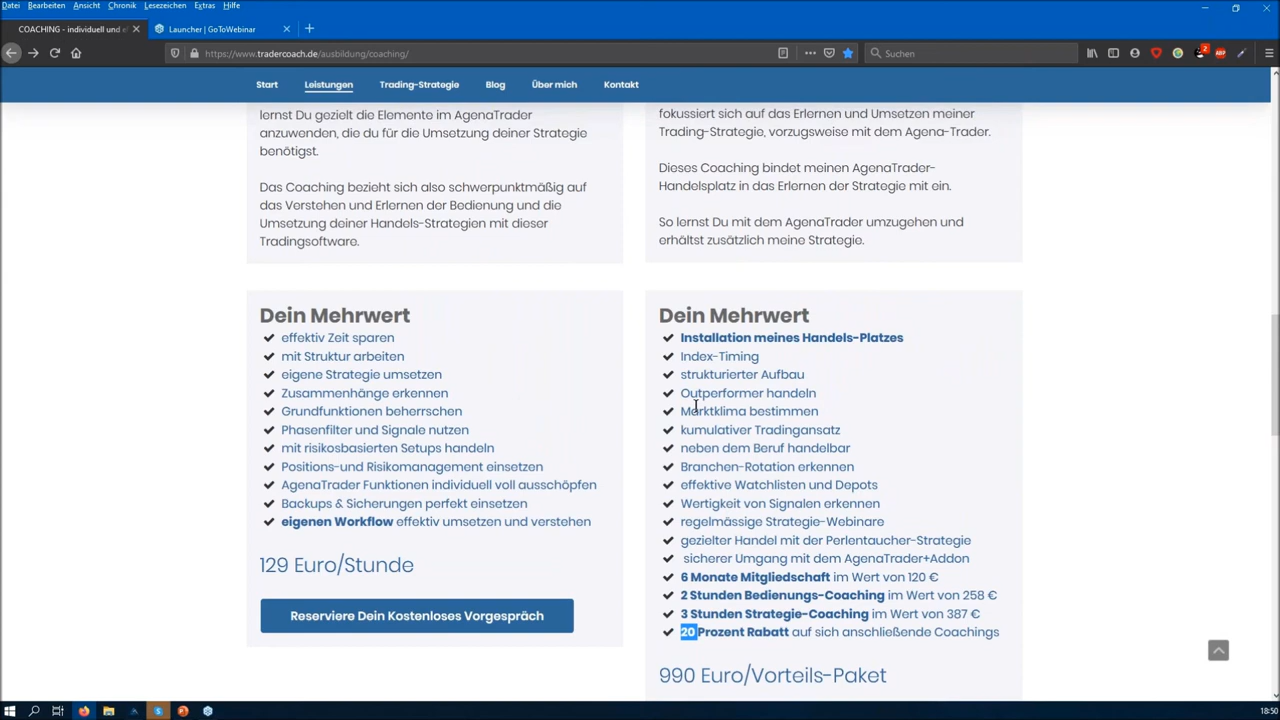 Datei Bearbeiten Ansicht Chronik Lesezeichen Extras Hilfe
COACHING - individuell und e
Launcher | GoToWebinar
https://www.tradercoach.de/ausbildung/coaching/
Suchen
2
ABP
Start Leistungen Trading-Strategie Blog Über mich Kontakt
lernst Du gezielt die Elemente im AgenaTrader
anzuwenden, die du für die Umsetzung deiner Strategie
benötigst.
Das Coaching bezieht sich also schwerpunktmäßig auf
das Verstehen und Erlernen der Bedienung und die
Umsetzung deiner Handels-Strategien mit dieser
Tradingsoftware.
fokussiert sich auf das Erlernen und Umsetzen meiner
Trading-Strategie, vorzugsweise mit dem Agena-Trader.
Dieses Coaching bindet meinen AgenaTrader-
Handelsplatz in das Erlernen der Strategie mit ein.
So lernst Du mit dem AgenaTrader umzugehen und
erhältst zusätzlich meine Strategie.
Dein Mehrwert
effektiv Zeit sparen
mit Struktur arbeiten
eigene Strategie umsetzen
Zusammenhänge erkennen
Grundfunktionen beherrschen
Phasenfilter und Signale nutzen
mit risikosbasierten Setups handeln
Positions-und Risikomanagement einsetzen
AgenaTrader Funktionen individuell voll ausschöpfen
Backups & Sicherungen perfekt einsetzen
eigenen Workflow effektiv umsetzen und verstehen
129 Euro/Stunde
Reserviere Dein Kostenloses Vorgespräch
Dein Mehrwert
Installation meines Handels-Platzes
Index-Timing
strukturierter Aufbau
Outperformer handeln
Marktklima bestimmen
kumulativer Tradingansatz
neben dem Beruf handelbar
Branchen-Rotation erkennen
effektive Watchlisten und Depots
Wertigkeit von Signalen erkennen
regelmässige Strategie-Webinare
gezielter Handel mit der Perlentaucher-Strategie
sicherer Umgang mit dem AgenaTrader+Addon
6 Monate Mitgliedschaft im Wert von 120 €
2 Stunden Bedienungs-Coaching im Wert von 258 €
3 Stunden Strategie-Coaching im Wert von 387 €
20 Prozent Rabatt auf sich anschließende Coachings
990 Euro/Vorteils-Paket
18:50